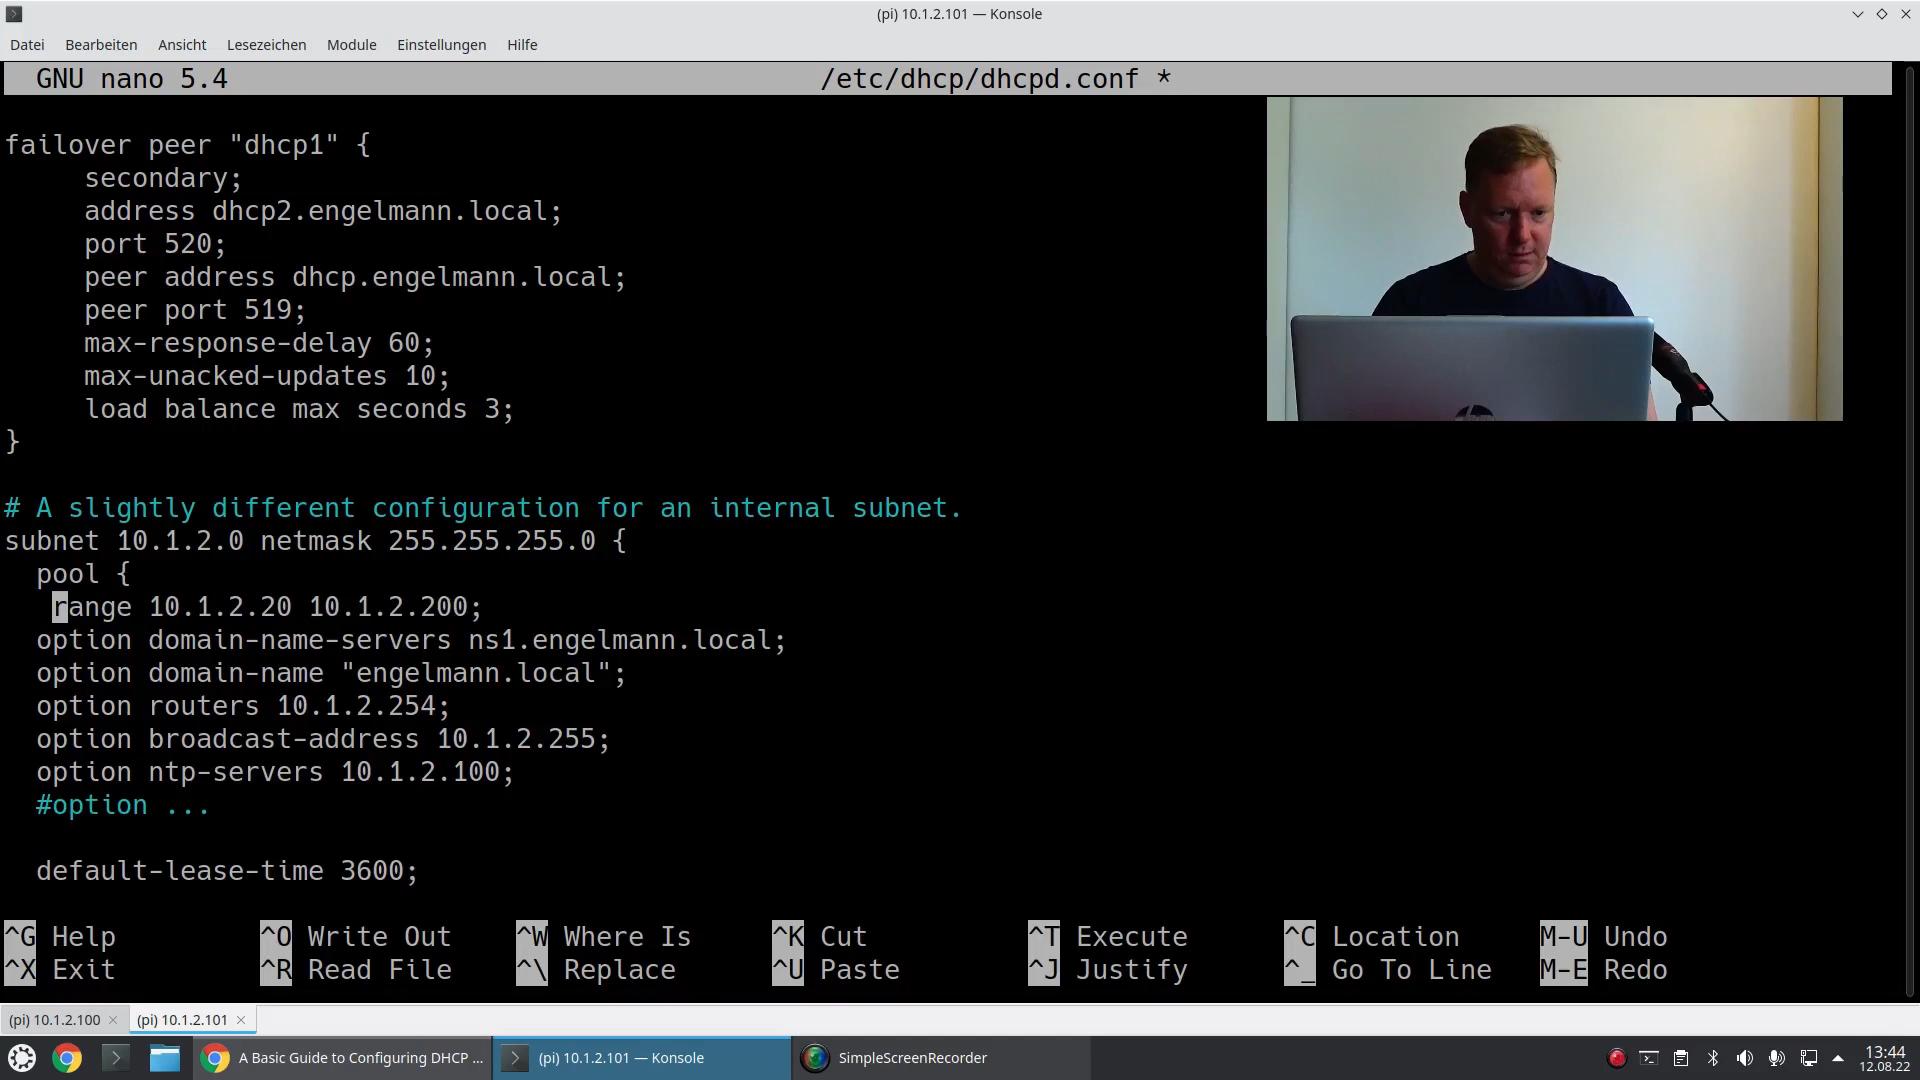 (pi) 10.1.2.101 — Konsole
Datei Bearbeiten Ansicht Lesezeichen Module Einstellungen Hilfe
GNU nano 5.4 /etc/dhcp/dhcpd.conf *
failover peer "dhcp1" {
secondary;
address dhcp2.engelmann.local;
port 520;
peer address dhcp.engelmann.local;
peer port 519;
max-response-delay 60;
max-unacked-updates 10;
load balance max seconds 3;
}
# A slightly different configuration for an internal subnet.
subnet 10.1.2.0 netmask 255.255.255.0 {
pool {
range 10.1.2.20 10.1.2.200;
option domain-name-servers ns1.engelmann.local;
option domain-name "engelmann.local";
option routers 10.1.2.254;
option broadcast-address 10.1.2.255;
option ntp-servers 10.1.2.100;
#option ...
default-lease-time 3600;
^G Help ^O Write Out ^W Where Is ^K Cut ^T Execute ^C Location M-U Undo
^X Exit ^R Read File ^\ Replace ^U Paste ^J Justify ^_ Go To Line M-E Redo
(pi) 10.1.2.100 (pi) 10.1.2.101
A Basic Guide to Configuring DHCP ... (pi) 10.1.2.101 — Konsole SimpleScreenRecorder 13:44
12.08.22